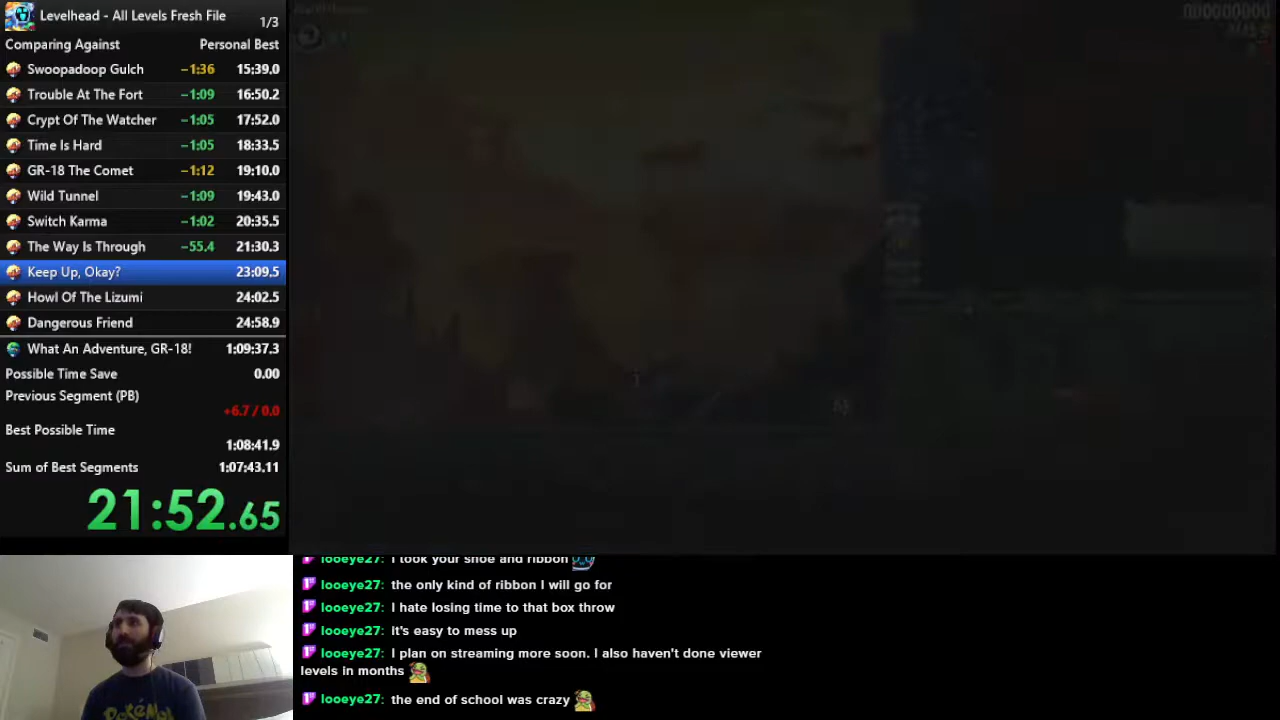 Levelhead - All Levels Fresh File
1/3
Comparing Against Personal Best
Swoopadoop Gulch -1:36 15:39.0
Trouble At The Fort -1:09 16:50.2
Crypt Of The Watcher -1:05 17:52.0
Time Is Hard -1:05 18:33.5
GR-18 The Comet -1:12 19:10.0
Wild Tunnel -1:09 19:43.0
Switch Karma -1:02 20:35.5
The Way Is Through -55.4 21:30.3
Keep Up, Okay? 23:09.5
Howl Of The Lizumi 24:02.5
Dangerous Friend 24:58.9
What An Adventure, GR-18! 1:09:37.3
Possible Time Save 0.00
Previous Segment (PB)
+6.7 / 0.0
Best Possible Time
1:08:41.9
Sum of Best Segments 1:07:43.11
21:52.65
looeye27: I took your shoe and ribbon
looeye27: the only kind of ribbon I will go for
looeye27: I hate losing time to that box throw
looeye27: it's easy to mess up
looeye27: I plan on streaming more soon. I also haven't done viewer
levels in months
looeye27: the end of school was crazy